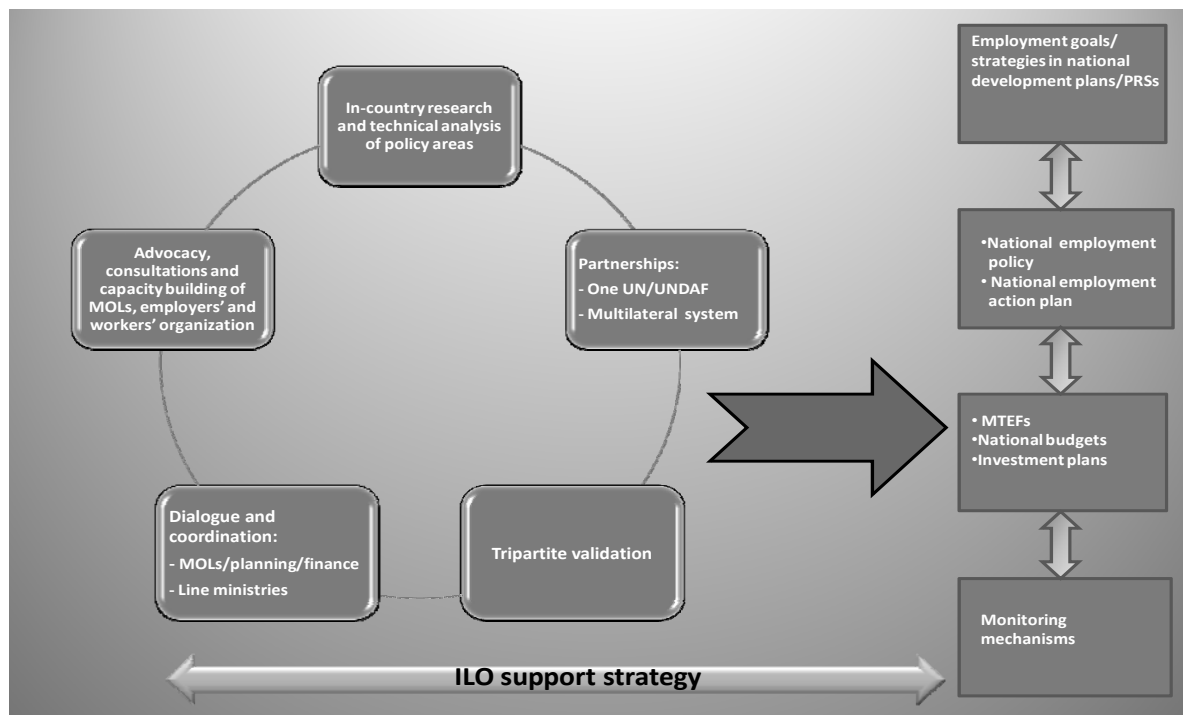 In-country research
and technical analysis
of policy areas
Advocacy,
consultations and
capacity building of
MOLs, employers' and
workers' organization
Partnerships:
- One UN/UNDAF
- Multilateral system
Dialogue and
coordination:
- MOLs/planning/finance
- Line ministries
Tripartite validation
ILO support strategy
Employment goals/
strategies in national
development plans/PRSs
•National employment
policy
• National employment
action plan
• MTEFs
•National budgets
•Investment plans
Monitoring
mechanisms